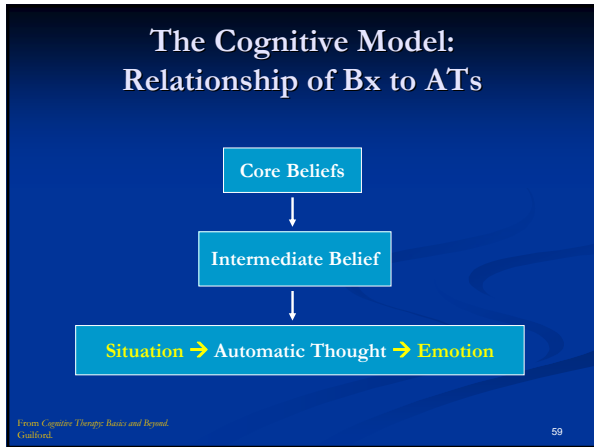 The Cognitive Model:
Relationship of Bx to ATs
Core Beliefs
Intermediate Belief
Situation → Automatic Thought → Emotion
From Cognitive Therapy: Basics and Beyond.
Guilford.
59